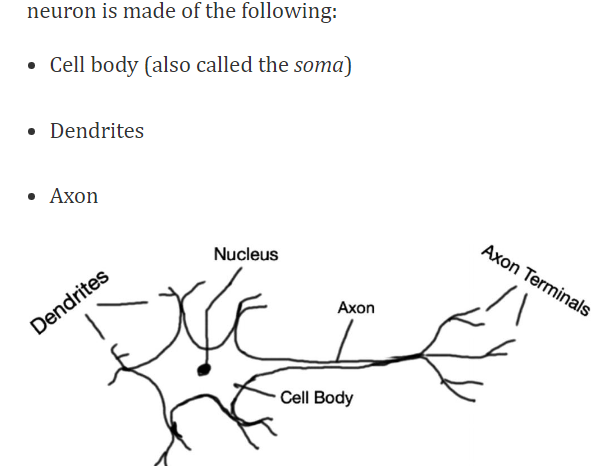 neuron is made of the following:
• Cell body (also called the soma)
• Dendrites
• Axon
Nucleus
Dendrites
Axon Terminals
Axon
Cell Body